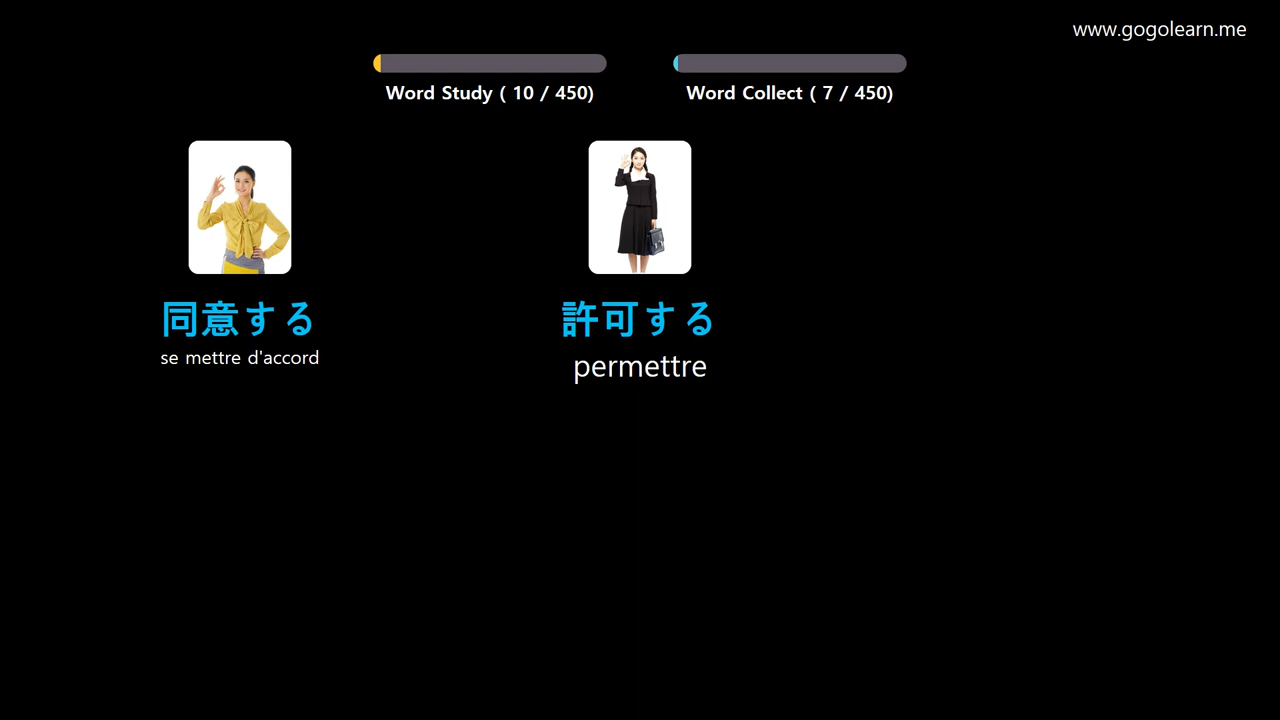 www.gogolearn.me
Word Study ( 10 / 450)
Word Collect ( 7 / 450)
同意する
se mettre d'accord
許可する
permettre